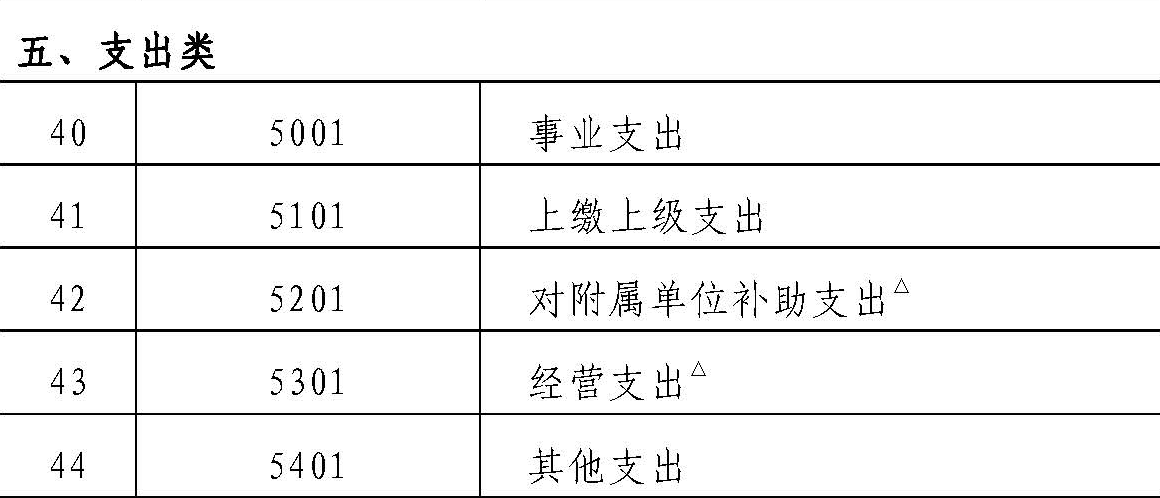 五、支出类
40 5001 事业支出
41 5101 上缴上级支出
42 5201 对附属单位补助支出△
43 5301 经营支出△
44 5401 其他支出